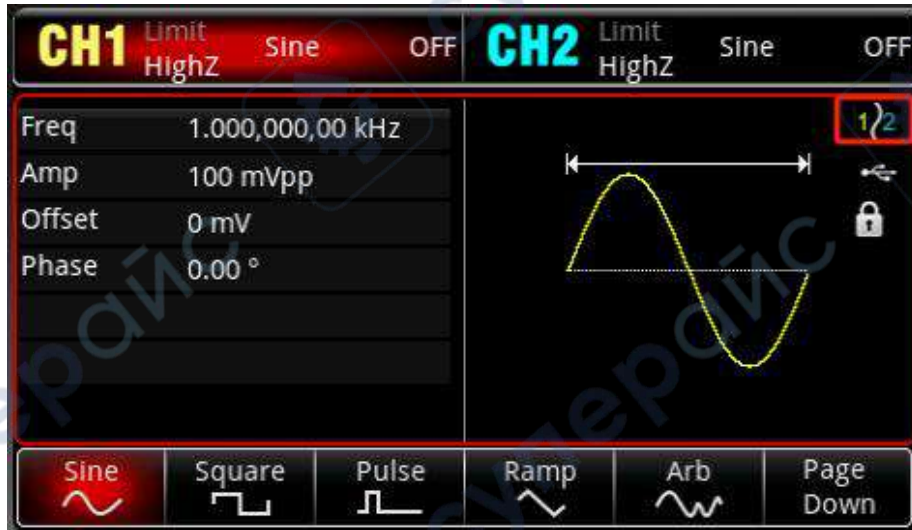 CH1 Limit HighZ Sine OFF CH2 Limit HighZ Sine OFF
Freq 1.000,000,00 kHz
1 2
Amp 100 mVpp
Offset 0 mV
Phase 0.00 °
Sine Square Pulse Ramp Arb Page Down